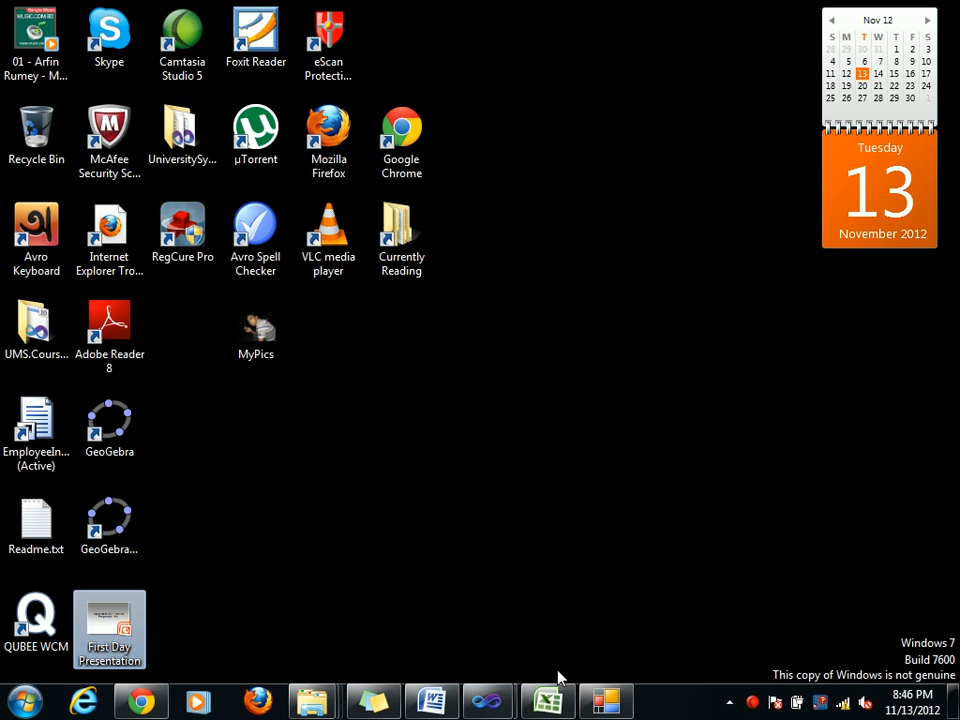 01 - Arfin
Rumey - M...
Skype
Camtasia
Studio 5
Foxit Reader
eScan
Protecti...
Recycle Bin
McAfee
Security Sc...
UniversitySy...
µTorrent
Mozilla
Firefox
Google
Chrome
Avro
Keyboard
Internet
Explorer Tro...
RegCure Pro
Avro Spell
Checker
VLC media
player
Currently
Reading
UMS.Cours...
Adobe Reader
8
MyPics
EmployeeIn...
(Active)
GeoGebra
Readme.txt
GeoGebra...
QUBEE WCM
First Day
Presentation
Nov 12
S M T W T F S
28 29 30 31 1 2 3
4 5 6 7 8 9 10
11 12 13 14 15 16 17
18 19 20 21 22 23 24
25 26 27 28 29 30 1
Tuesday
13
November 2012
Windows 7
Build 7600
This copy of Windows is not genuine
8:46 PM
11/13/2012